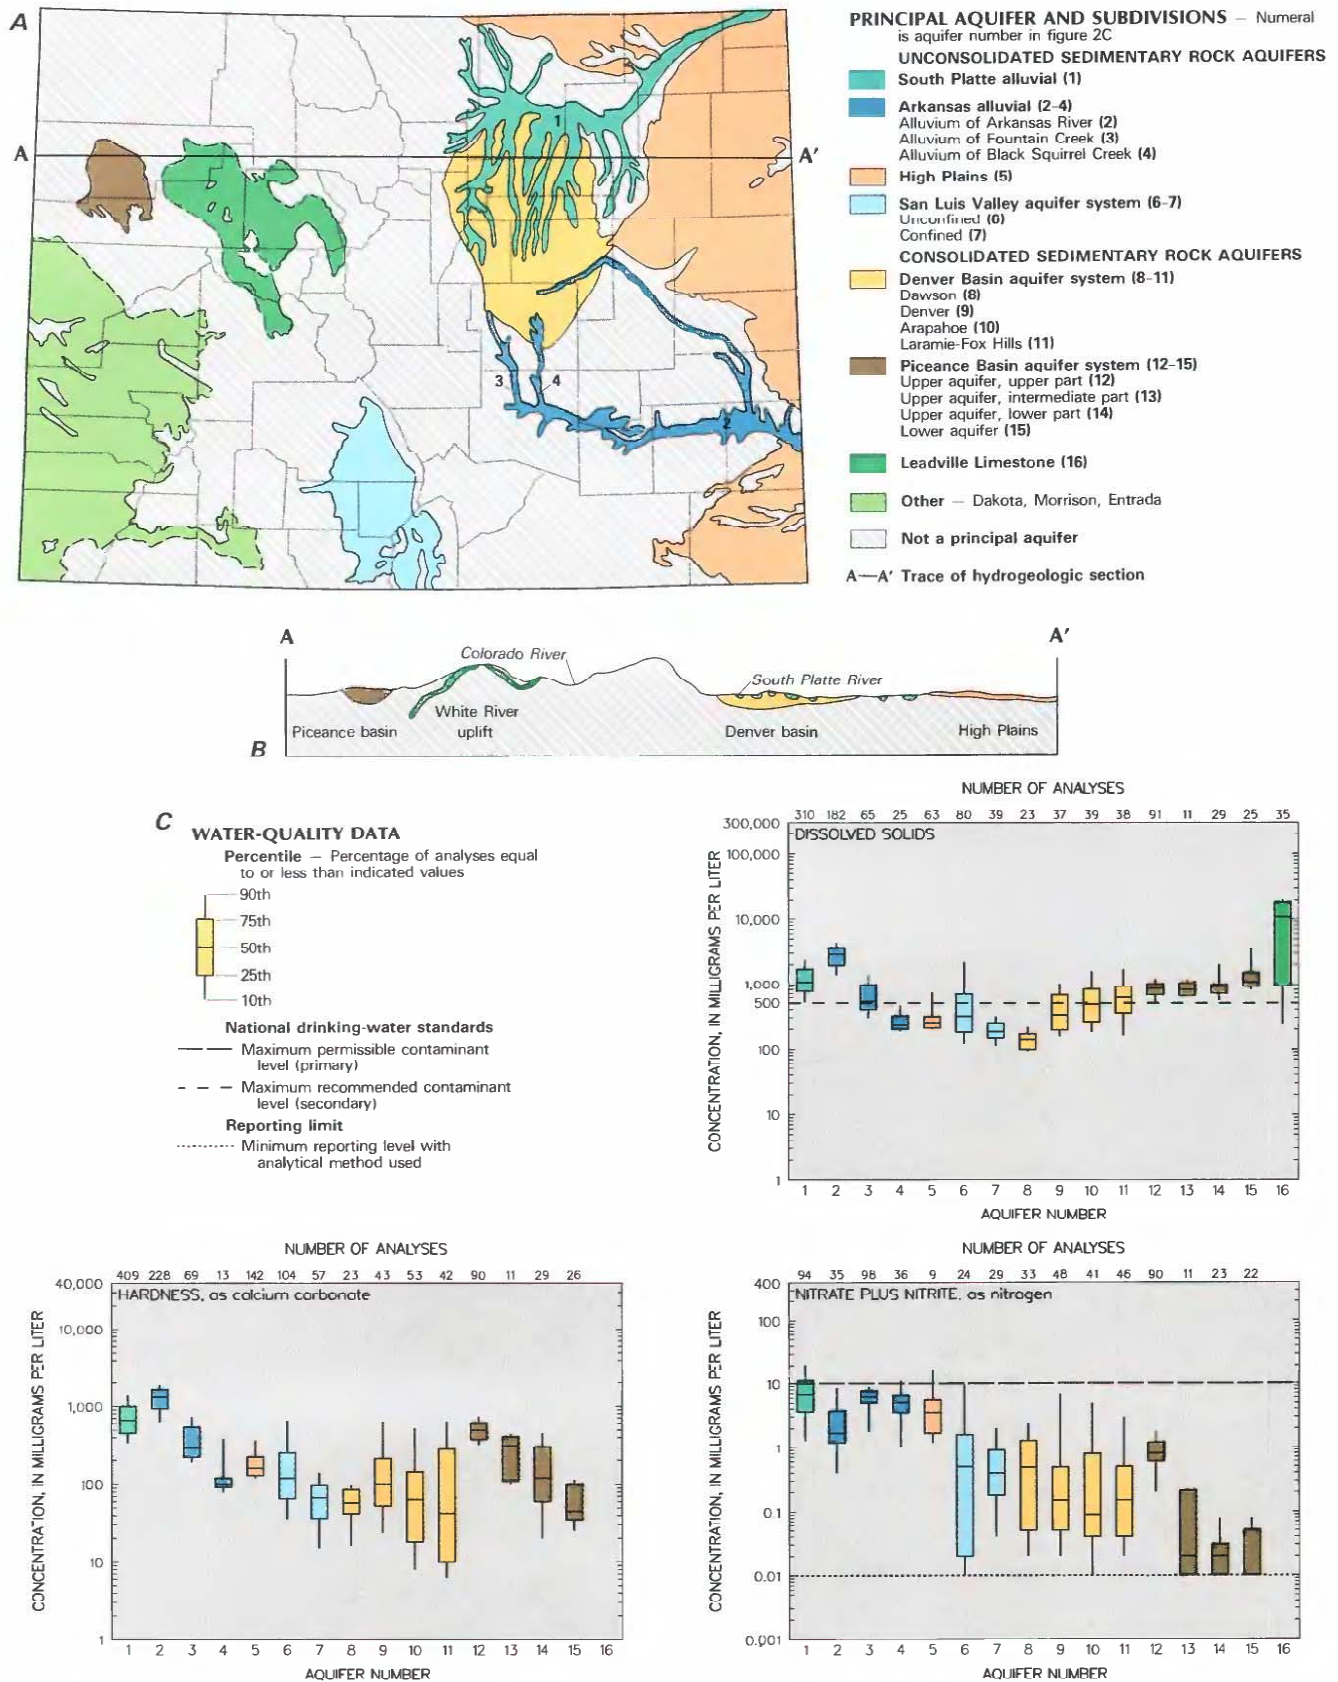 A
PRINCIPAL AQUIFER AND SUBDIVISIONS — Numeral
is aquifer number in figure 2C
UNCONSOLIDATED SEDIMENTARY ROCK AQUIFERS
South Platte alluvial (1)
Arkansas alluvial (2-4)
Alluvium of Arkansas River (2)
Alluvium of Fountain Creek (3)
Alluvium of Black Squirrel Creek (4)
High Plains (5)
San Luis Valley aquifer system (6-7)
Unconfined (6)
Confined (7)
CONSOLIDATED SEDIMENTARY ROCK AQUIFERS
Denver Basin aquifer system (8-11)
Dawson (8)
Denver (9)
Arapahoe (10)
Laramie-Fox Hills (11)
Piceance Basin aquifer system (12-15)
Upper aquifer, upper part (12)
Upper aquifer, intermediate part (13)
Upper aquifer, lower part (14)
Lower aquifer (15)
Leadville Limestone (16)
Other — Dakota, Morrison, Entrada
Not a principal aquifer
A—A' Trace of hydrogeologic section
1
A A'
3 4
2
A A'
Colorado River
South Platte River
White River
uplift
Piceance basin Denver basin High Plains
B
C
WATER-QUALITY DATA
Percentile — Percentage of analyses equal
to or less than indicated values
90th
75th
50th
25th
10th
National drinking-water standards
Maximum permissible contaminant
level (primary)
Maximum recommended contaminant
level (secondary)
Reporting limit
Minimum reporting level with
analytical method used
NUMBER OF ANALYSES
310 182 65 25 63 80 39 23 37 39 38 91 11 29 25 35
DISSOLVED SOLIDS
CONCENTRATION, IN MILLIGRAMS PER LITER
300,000
100,000
10,000
1,000
500
100
10
1
1 2 3 4 5 6 7 8 9 10 11 12 13 14 15 16
AQUIFER NUMBER
NUMBER OF ANALYSES
409 228 69 13 142 104 57 23 43 53 42 90 11 29 26
HARDNESS, as calcium carbonate
CONCENTRATION, IN MILLIGRAMS PER LITER
40,000
10,000
1,000
100
10
1
1 2 3 4 5 6 7 8 9 10 11 12 13 14 15 16
AQUIFER NUMBER
NUMBER OF ANALYSES
94 35 98 36 9 24 29 33 48 41 46 90 11 23 22
NITRATE PLUS NITRITE, as nitrogen
CONCENTRATION, IN MILLIGRAMS PER LITER
400
100
10
1
0.1
0.01
0.001
1 2 3 4 5 6 7 8 9 10 11 12 13 14 15 16
AQUIFER NUMBER